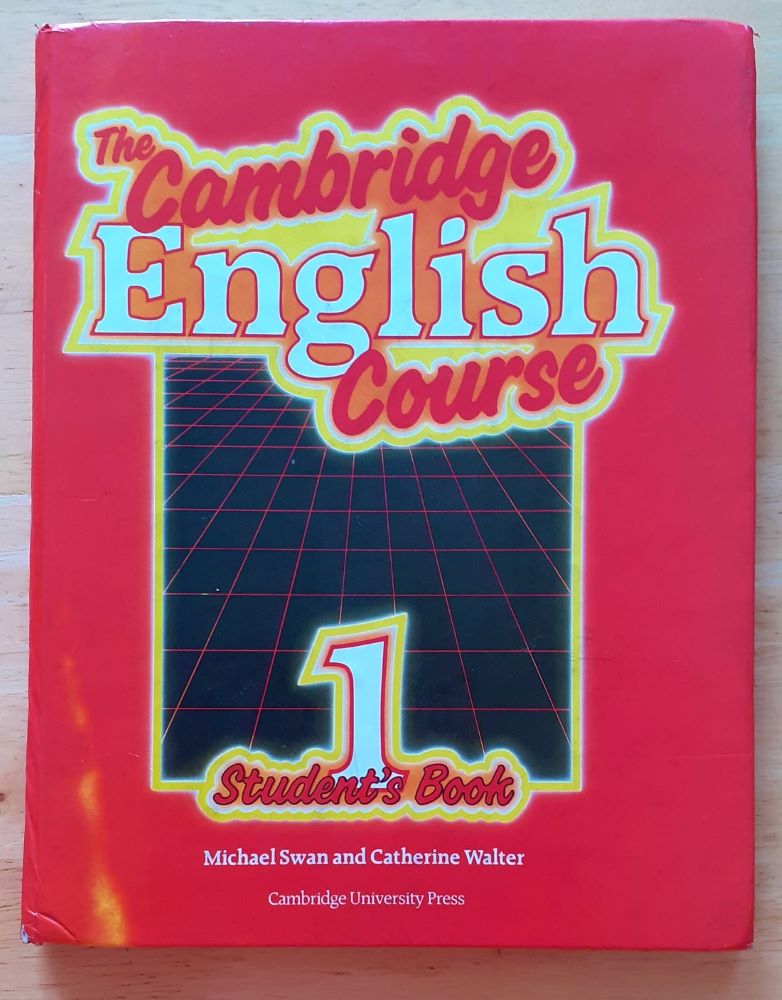 The
Cambridge
English
Course
1
Student's Book
Michael Swan and Catherine Walter
Cambridge University Press